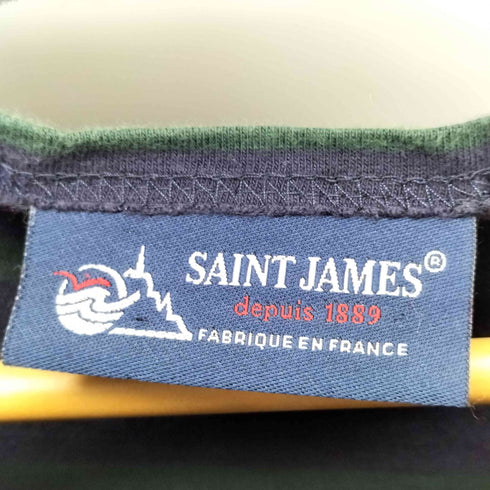 SAINT JAMES®
depuis 1889
FABRIQUE EN FRANCE